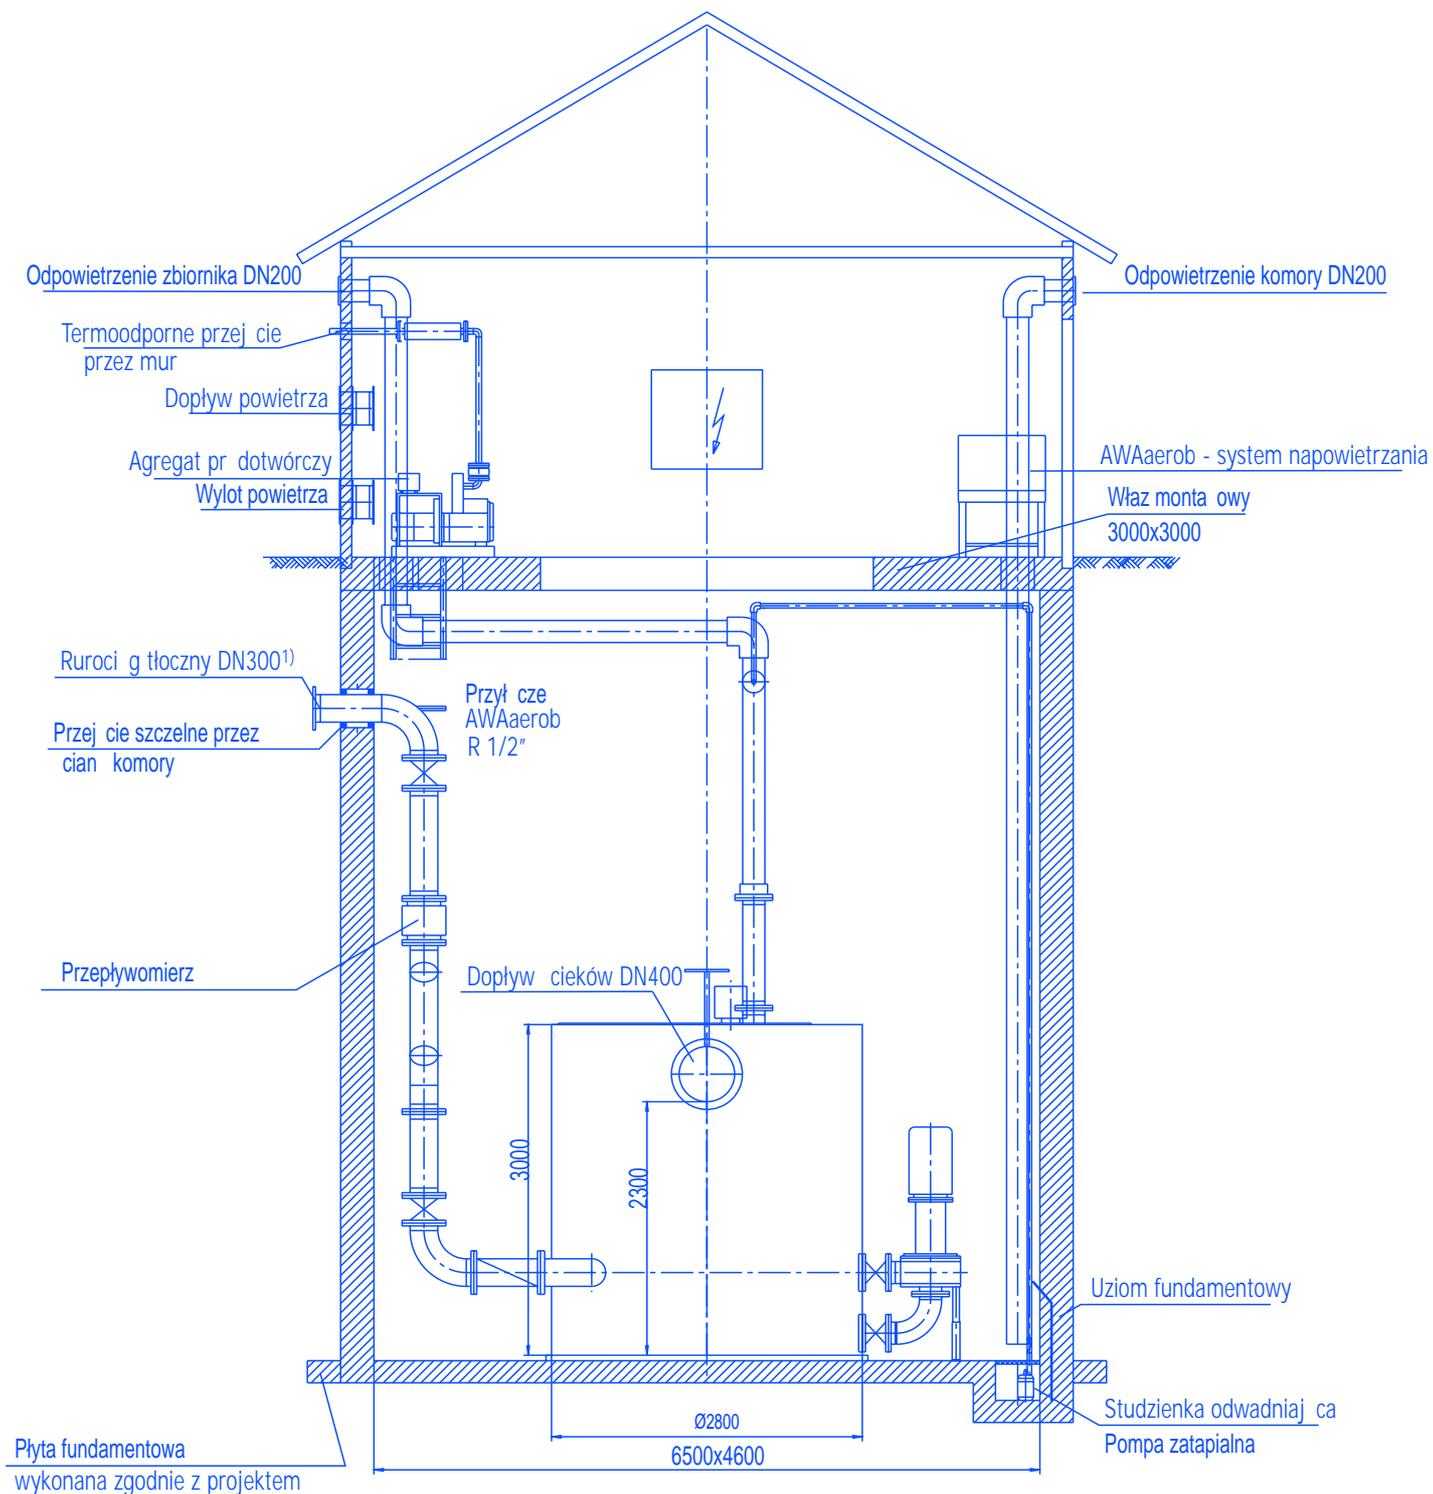 Odpowietrzenie zbiornika DN200
Odpowietrzenie komory DN200
Termoodporne przej cie
przez mur
Dopływ powietrza
Agregat pr dotwórczy
Wylot powietrza
AWAaerob - system napowietrzania
Właz monta owy
3000x3000
Ruroci g tłoczny DN300¹⁾
Przej cie szczelne przez
cian komory
Przył cze
AWAaerob
R 1/2"
Przepływomierz
Dopływ cieków DN400
3000
2300
Uziom fundamentowy
Studzienka odwadniaj ca
Pompa zatapialna
Ø2800
6500x4600
Płyta fundamentowa
wykonana zgodnie z projektem